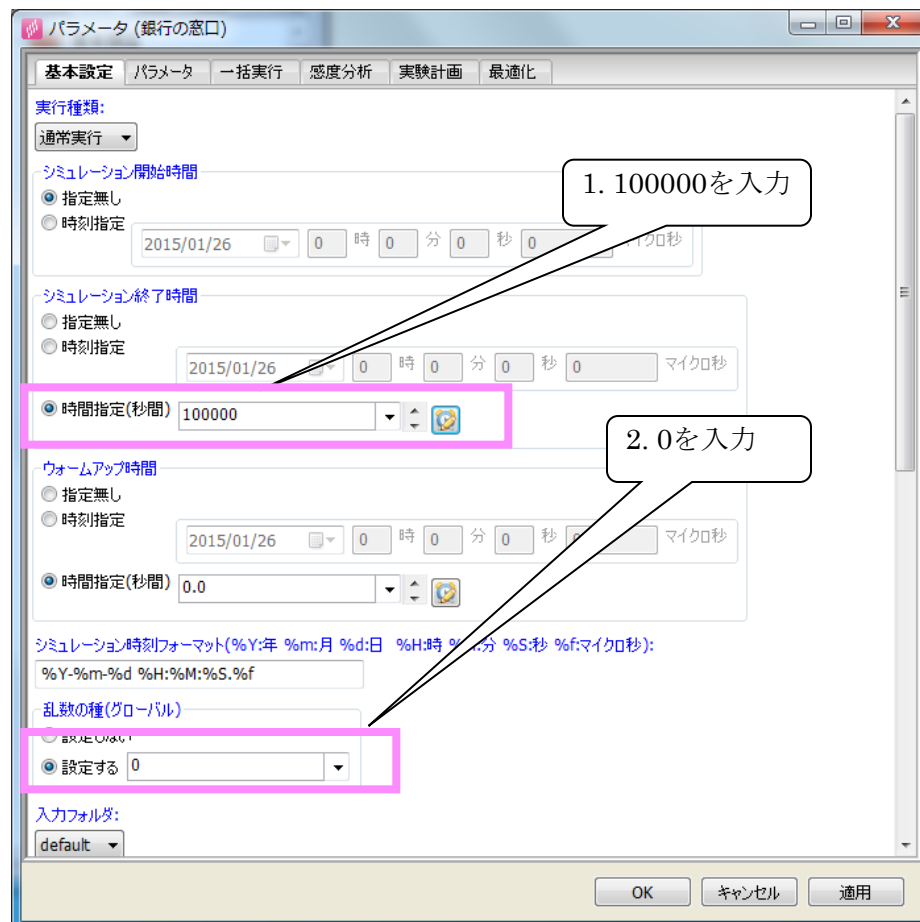 パラメータ (銀行の窓口)
基本設定 パラメータ 一括実行 感度分析 実験計画 最適化
実行種類:
通常実行
シミュレーション開始時間
指定無し
時刻指定
2015/01/26 0 時 0 分 0 秒 0 マイクロ秒
1. 100000を入力
シミュレーション終了時間
指定無し
時刻指定
2015/01/26 0 時 0 分 0 秒 0 マイクロ秒
時間指定(秒間) 100000
2. 0を入力
ウォームアップ時間
指定無し
時刻指定
2015/01/26 0 時 0 分 0 秒 0 マイクロ秒
時間指定(秒間) 0.0
シミュレーション時刻フォーマット(%Y:年 %m:月 %d:日 %H:時 %M:分 %S:秒 %f:マイクロ秒):
%Y-%m-%d %H:%M:%S.%f
乱数の種(グローバル)
設定しない
設定する 0
入力フォルダ:
default
OK キャンセル 適用